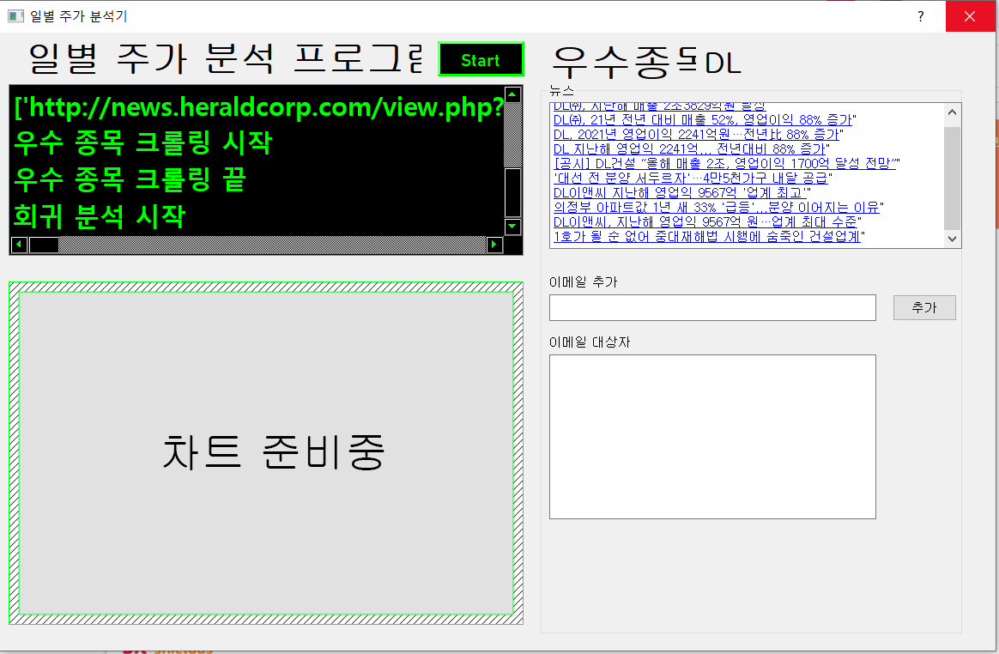 일별 주가 분석기
?
일별 주가 분석 프로그
Start
['http://news.heraldcorp.com/view.php?
우수 종목 크롤링 시작
우수 종목 크롤링 끝
회귀 분석 시작
차트 준비중
우수종목
DL
뉴스
DL㈜, 지난해 매출 2조3829억원 달성
DL㈜, 21년 전년 대비 매출 52%, 영업이익 88% 증가"
DL, 2021년 영업이익 2241억원…전년比 88% 증가"
DL 지난해 영업익 2241억... 전년대비 88% 증가"
[공시] DL건설 “올해 매출 2조, 영업이익 1700억 달성 전망”"
'대선 전 분양 서두르자'…4만5천가구 내달 공급"
DL이앤씨 지난해 영업익 9567억 '업계 최고'"
의정부 아파트값 1년 새 33% '급등'...분양 이어지는 이유"
DL이앤씨, 지난해 영업익 9567억 원…업계 최대 수준"
1호가 될 순 없어 중대재해법 시행에 숨죽인 건설업계"
이메일 추가
추가
이메일 대상자